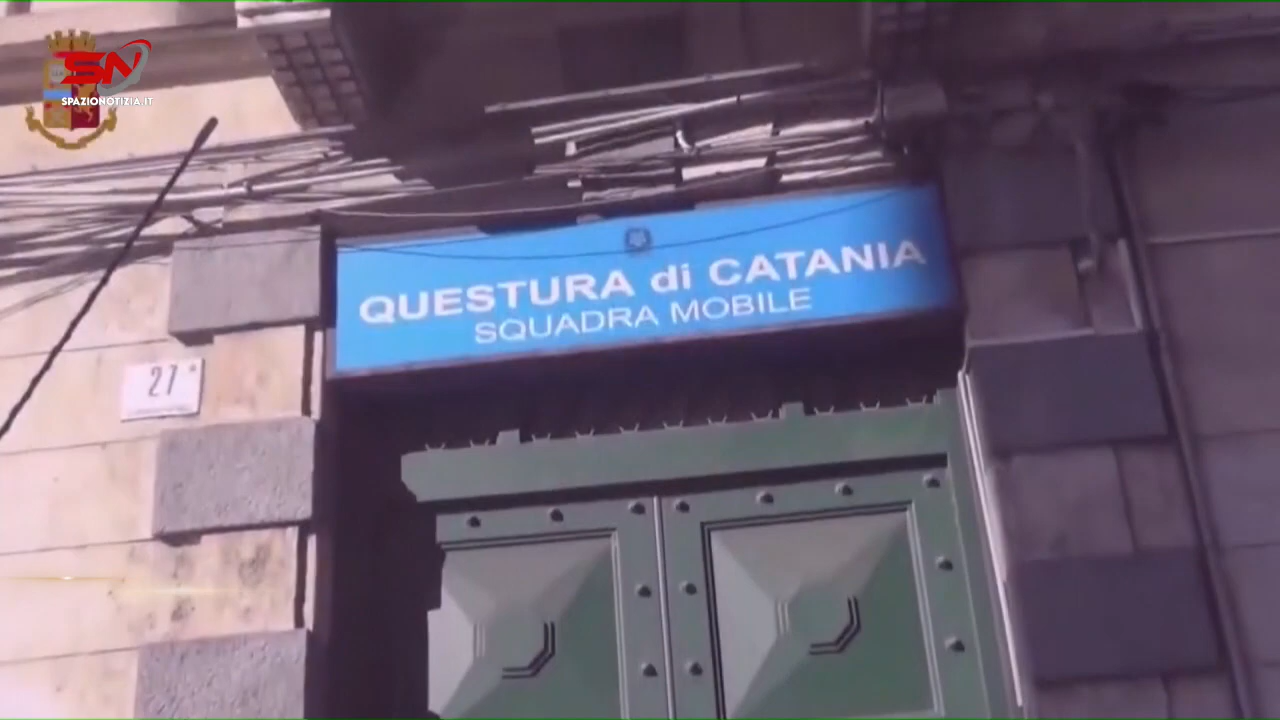 SN
SPAZIONOTIZIA.IT
QUESTURA di CATANIA
SQUADRA MOBILE
27